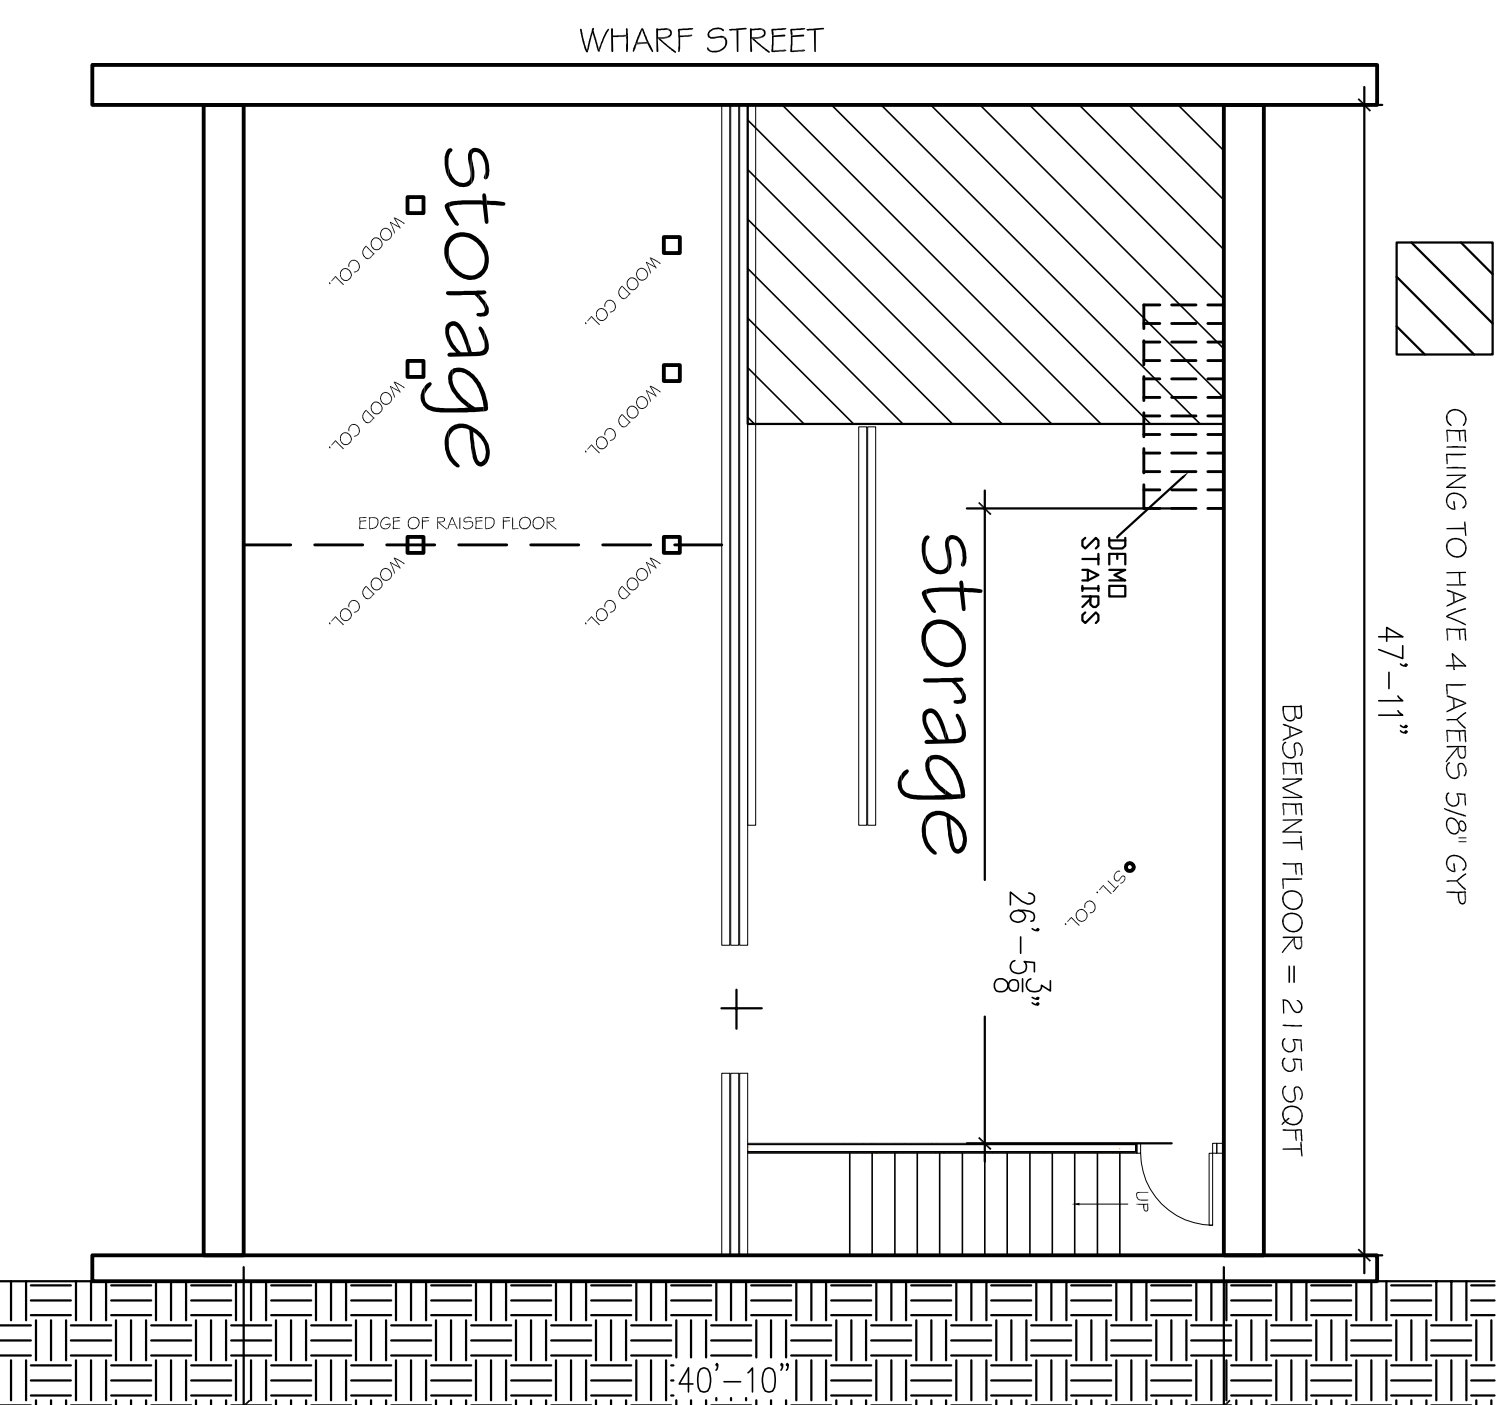 WHARF STREET
storage
WOOD COL.
WOOD COL.
WOOD COL.
WOOD COL.
EDGE OF RAISED FLOOR
WOOD COL.
WOOD COL.
storage
DEMO
STAIRS
STL. COL.
26'-5 3/8"
UP
BASEMENT FLOOR = 2155 SQFT
47'-11"
CEILING TO HAVE 4 LAYERS 5/8" GYP
40'-10"